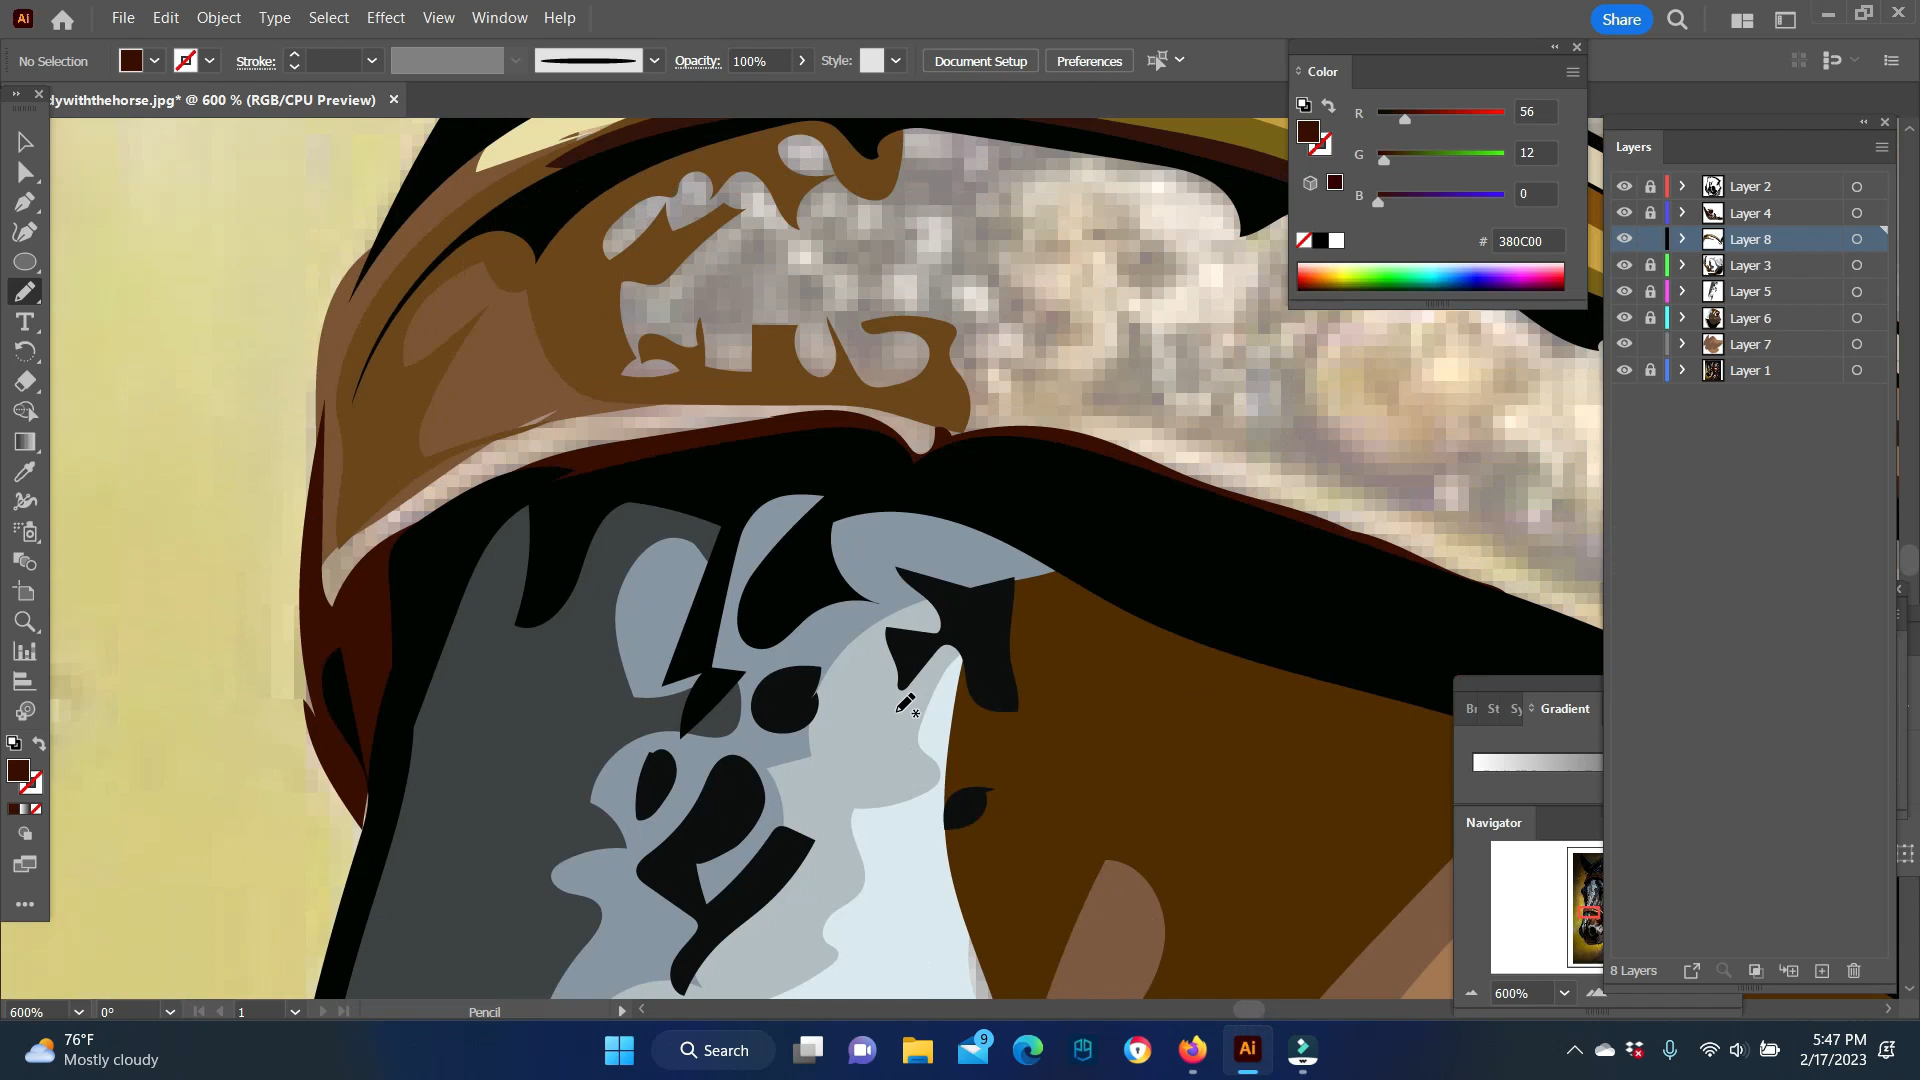 Ai File Edit Object Type Select Effect View Window Help Share
No Selection Stroke: Opacity: 100% Style: Document Setup Preferences
dywiththehorse.jpg* @ 600 % (RGB/CPU Preview)
Color
R 56
G 12
B 0
# 380C00
Layers
Layer 2
Layer 4
Layer 8
Layer 3
Layer 5
Layer 6
Layer 7
Layer 1
Gradient
Navigator
8 Layers
600%
600% 0° 1 Pencil
76°F
Mostly cloudy
Search
9
Ai
5:47 PM
2/17/2023